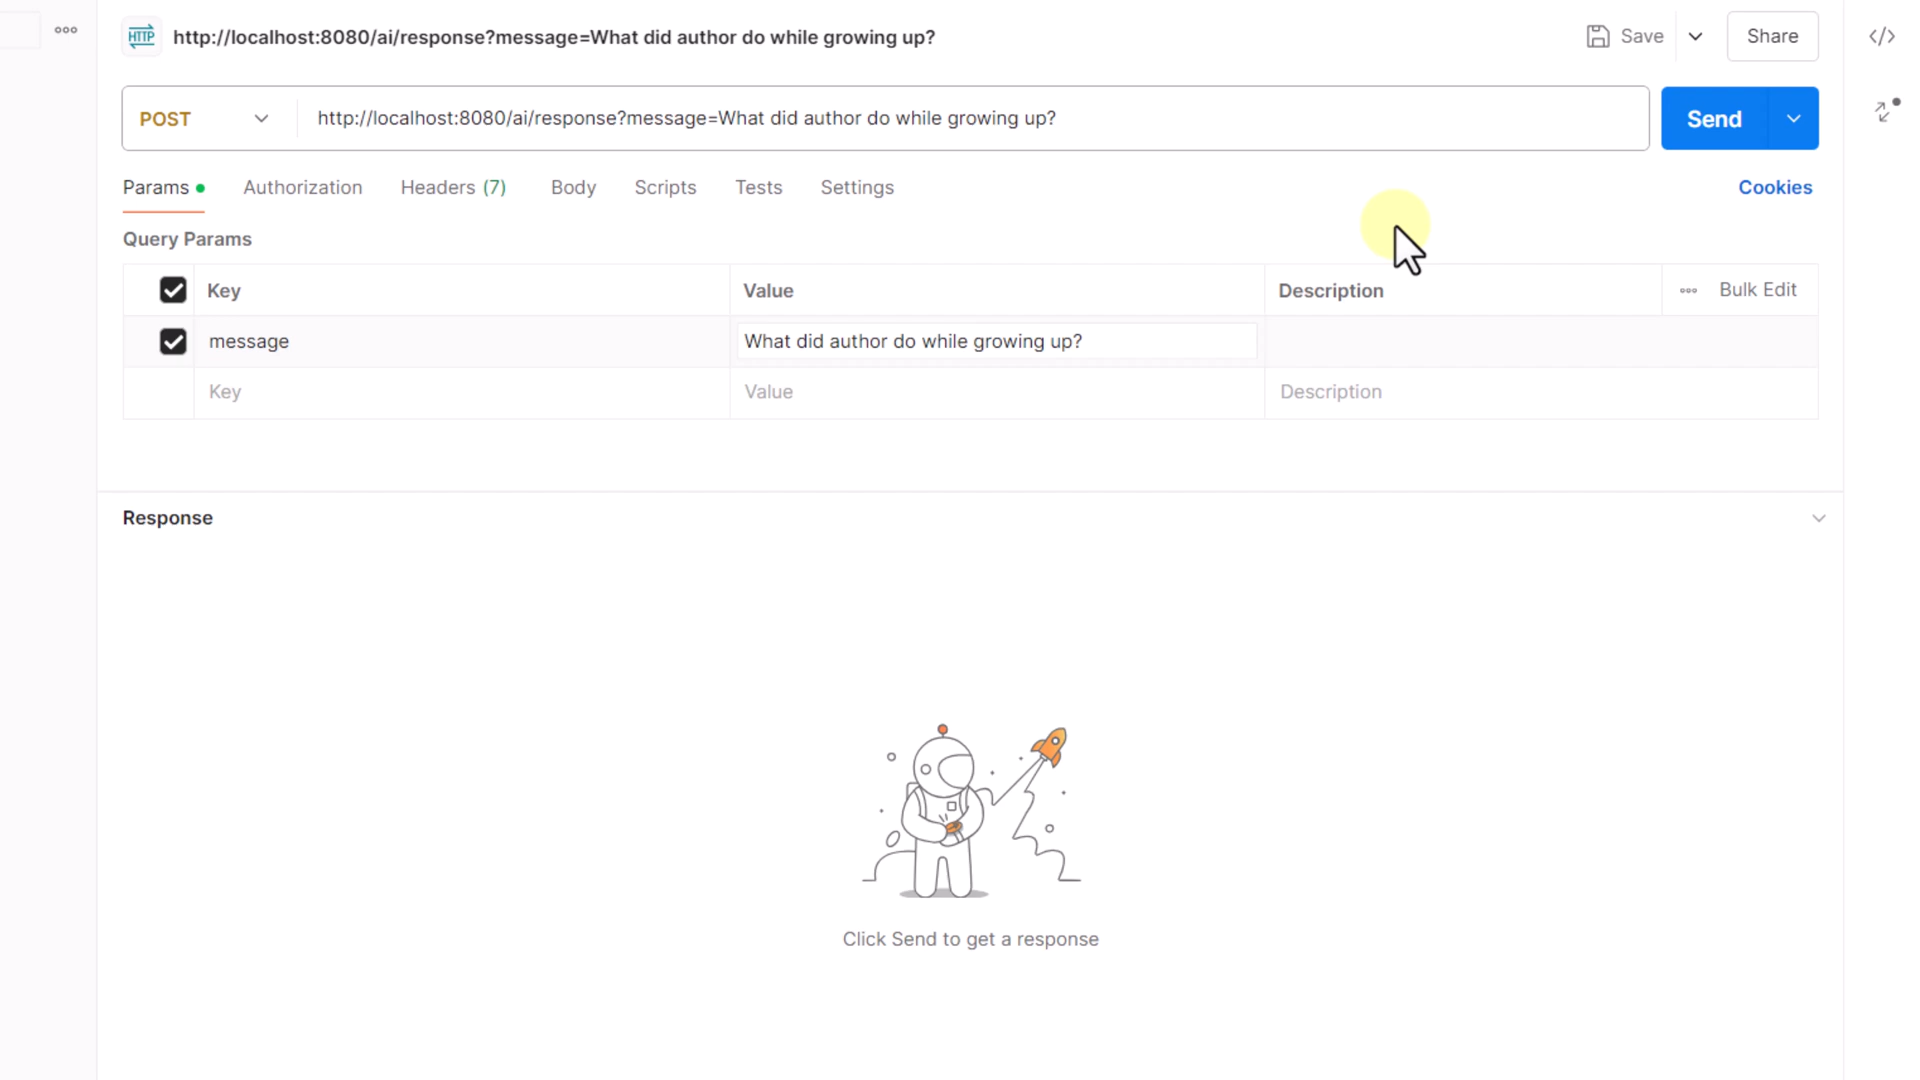 HTTP http://localhost:8080/ai/response?message=What did author do while growing up? Save Share
POST http://localhost:8080/ai/response?message=What did author do while growing up? Send
Params Authorization Headers (7) Body Scripts Tests Settings Cookies
Query Params
Key Value Description Bulk Edit
message What did author do while growing up?
Key Value Description
Response
Click Send to get a response